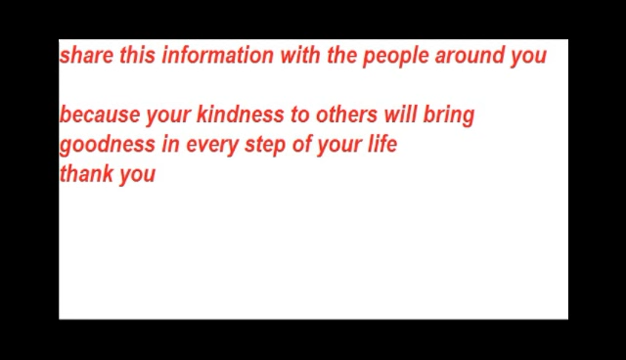 share this information with the people around you
because your kindness to others will bring
goodness in every step of your life
thank you